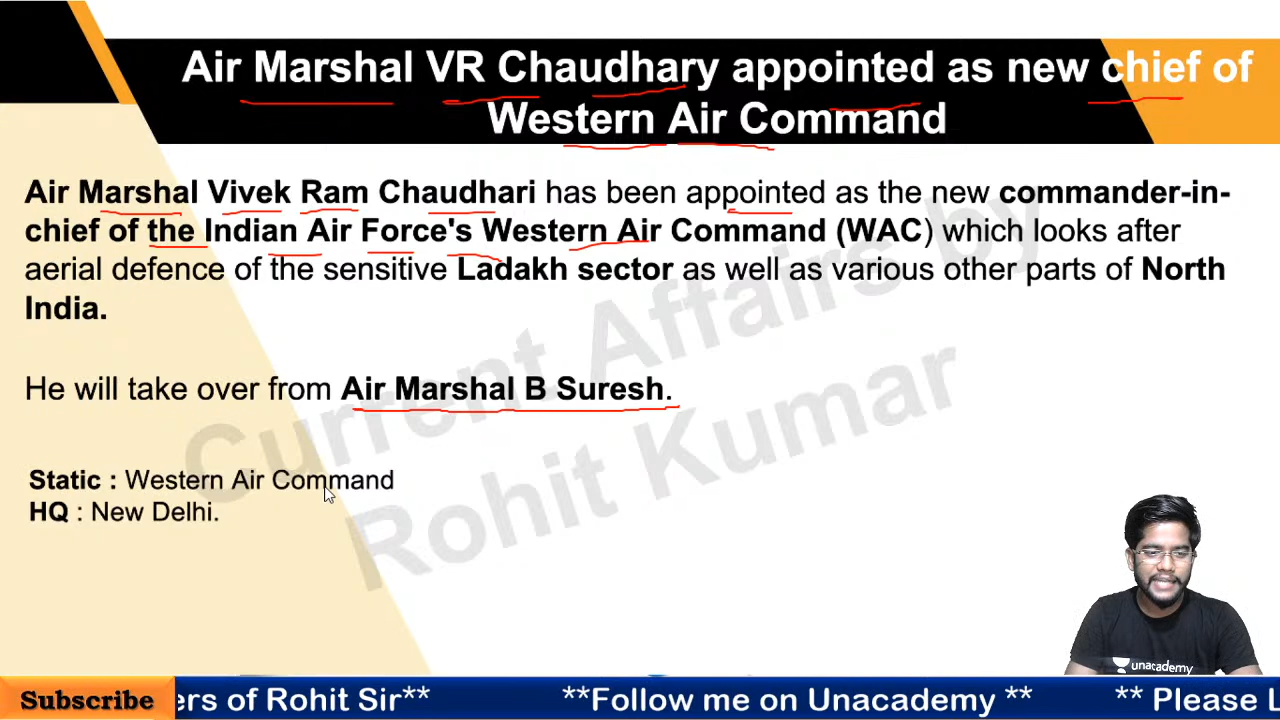 Air Marshal VR Chaudhary appointed as new chief of
Western Air Command
Air Marshal Vivek Ram Chaudhari has been appointed as the new commander-in-
chief of the Indian Air Force's Western Air Command (WAC) which looks after
aerial defence of the sensitive Ladakh sector as well as various other parts of North
India.
He will take over from Air Marshal B Suresh.
Static : Western Air Command
HQ : New Delhi.
Current Affairs by
Rohit Kumar
unacademy
Subscribe
ers of Rohit Sir** **Follow me on Unacademy ** ** Please L